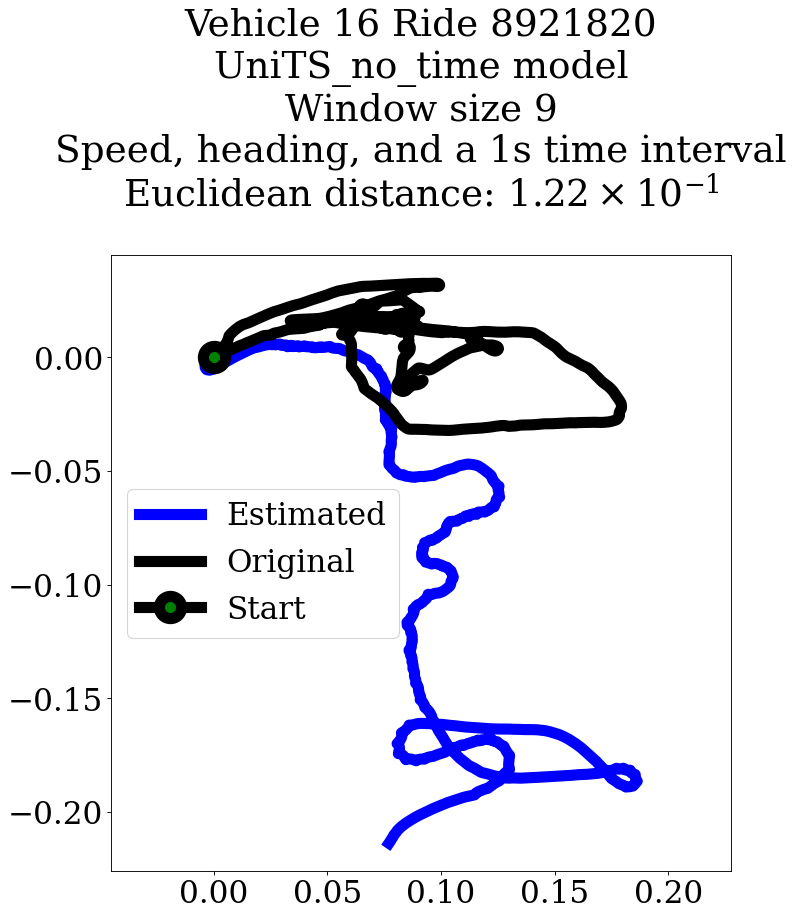 Vehicle 16 Ride 8921820
UniTS_no_time model
Window size 9
Speed, heading, and a 1s time interval
Euclidean distance: 1.22 × 10⁻¹
0.00
−0.05
−0.10
−0.15
−0.20
Estimated
Original
Start
0.00 0.05 0.10 0.15 0.20